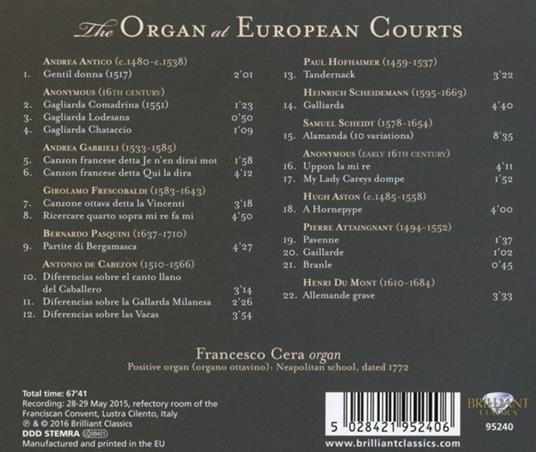 The Organ at European Courts
Andrea Antico (c.1480-c.1538)
1. Gentil donna (1517) 2'01
Anonymous (16th century)
2. Gagliarda Comadrina (1551) 1'23
3. Gagliarda Lodesana 0'50
4. Gagliarda Chataccio 1'09
Andrea Gabrieli (1533-1585)
5. Canzon francese detta Je n'en dirai mot 1'58
6. Canzon francese detta Qui la dira 4'12
Girolamo Frescobaldi (1583-1643)
7. Canzone ottava detta la Vincenti 3'18
8. Ricercare quarto sopra mi re fa mi 4'50
Bernardo Pasquini (1637-1710)
9. Partite di Bergamasca 4'27
Antonio de Cabezon (1510-1566)
10. Diferencias sobre el canto llano
del Caballero 3'14
11. Diferencias sobre la Gallarda Milanesa 2'26
12. Diferencias sobre las Vacas 3'54
Paul Hofhaimer (1459-1537)
13. Tandernack 3'22
Heinrich Scheidemann (1595-1663)
14. Galliarda 4'40
Samuel Scheidt (1578-1654)
15. Alamanda (10 variations) 8'35
Anonymous (early 16th century)
16. Uppon la mi re 4'11
17. My Lady Careys dompe 1'52
Hugh Aston (c.1485-1558)
18. A Hornepype 4'00
Pierre Attaingnant (1494-1552)
19. Pavenne 1'37
20. Gaillarde 1'02
21. Branle 0'45
Henri Du Mont (1610-1684)
22. Allemande grave 3'33
Francesco Cera organ
Positive organ (organo ottavino): Neapolitan school, dated 1772
Total time: 67'41
Recording: 28-29 May 2015, refectory room of the
Franciscan Convent, Lustra Cilento, Italy
℗ & © 2016 Brilliant Classics
DDD STEMRA
Manufactured and printed in the EU
5 028421 952406
www.brilliantclassics.com
BRILLIANT
CLASSICS
95240